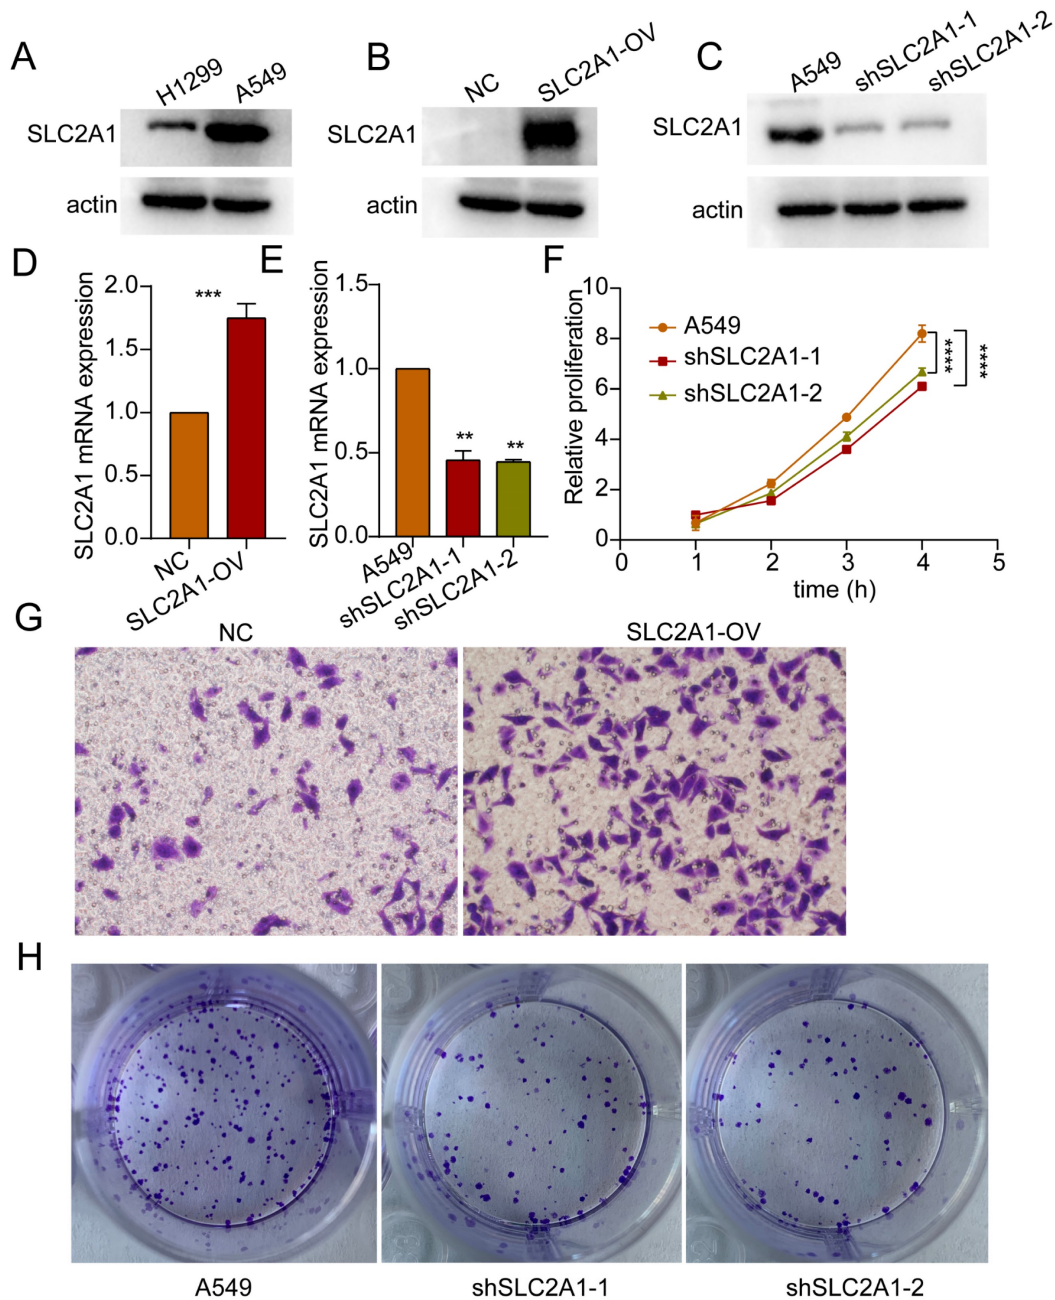 A
H1299
A549
SLC2A1
actin
B
NC
SLC2A1-OV
SLC2A1
actin
C
A549
shSLC2A1-1
shSLC2A1-2
SLC2A1
actin
D
SLC2A1 mRNA expression
2.0
1.5
1.0
0.5
0.0
***
NC
SLC2A1-OV
E
SLC2A1 mRNA expression
1.5
1.0
0.5
0.0
**
**
A549
shSLC2A1-1
shSLC2A1-2
F
Relative proliferation
10
8
6
4
2
0
A549
shSLC2A1-1
shSLC2A1-2
****
****
0
1
2
3
4
5
time (h)
G
NC
SLC2A1-OV
H
A549
shSLC2A1-1
shSLC2A1-2